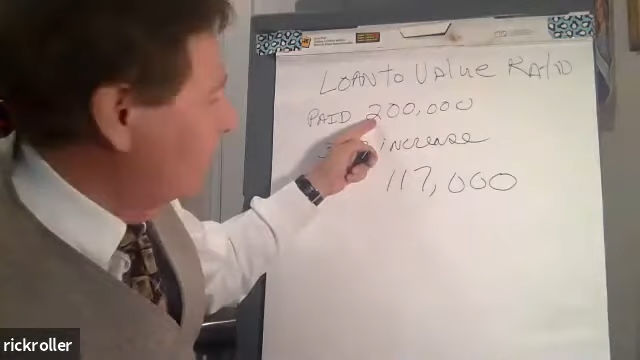 LOAN to Value Ratio
PAID 200,000
increase
117,000
rickroller